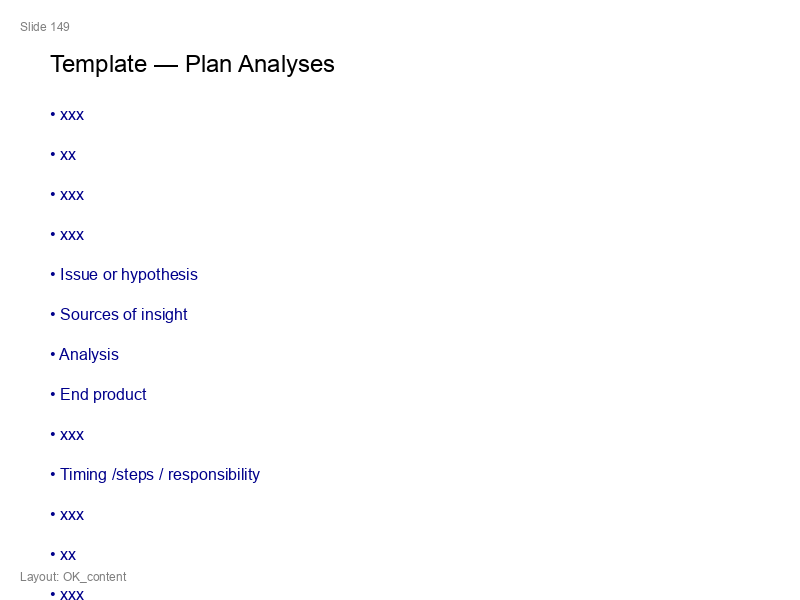 Slide 149
Template — Plan Analyses
• xxx
• xx
• xxx
• xxx
• Issue or hypothesis
• Sources of insight
• Analysis
• End product
• xxx
• Timing /steps / responsibility
• xxx
• xx
Layout: OK_content
• xxx